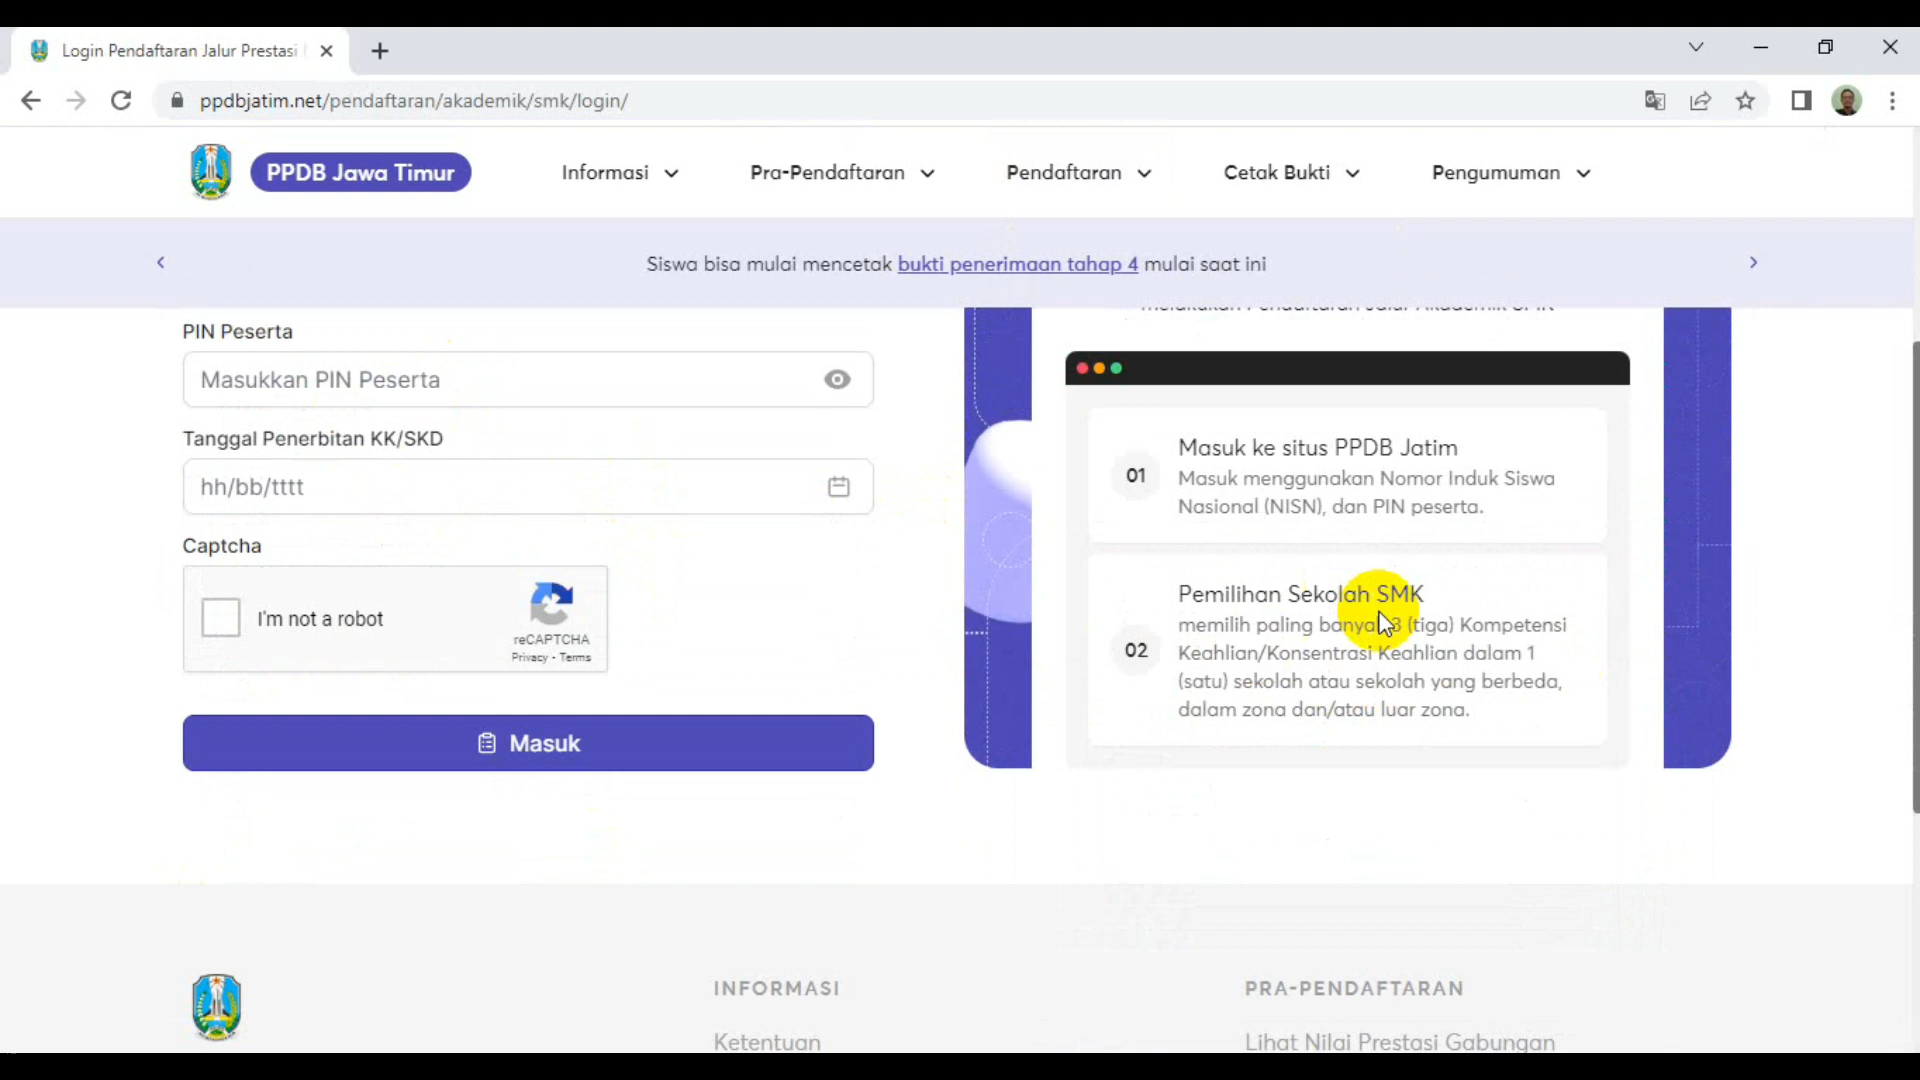 Login Pendaftaran Jalur Prestasi
ppdbjatim.net/pendaftaran/akademik/smk/login/
PPDB Jawa Timur
Informasi
Pra-Pendaftaran
Pendaftaran
Cetak Bukti
Pengumuman
Siswa bisa mulai mencetak bukti penerimaan tahap 4 mulai saat ini
PIN Peserta
Masukkan PIN Peserta
Tanggal Penerbitan KK/SKD
hh/bb/tttt
Captcha
I'm not a robot
reCAPTCHA
Privacy - Terms
Masuk
melakukan Pendaftaran Jalur Akademik SMK
01
Masuk ke situs PPDB Jatim
Masuk menggunakan Nomor Induk Siswa
Nasional (NISN), dan PIN peserta.
02
Pemilihan Sekolah SMK
memilih paling banyak 3 (tiga) Kompetensi
Keahlian/Konsentrasi Keahlian dalam 1
(satu) sekolah atau sekolah yang berbeda,
dalam zona dan/atau luar zona.
INFORMASI
Ketentuan
PRA-PENDAFTARAN
Lihat Nilai Prestasi Gabungan